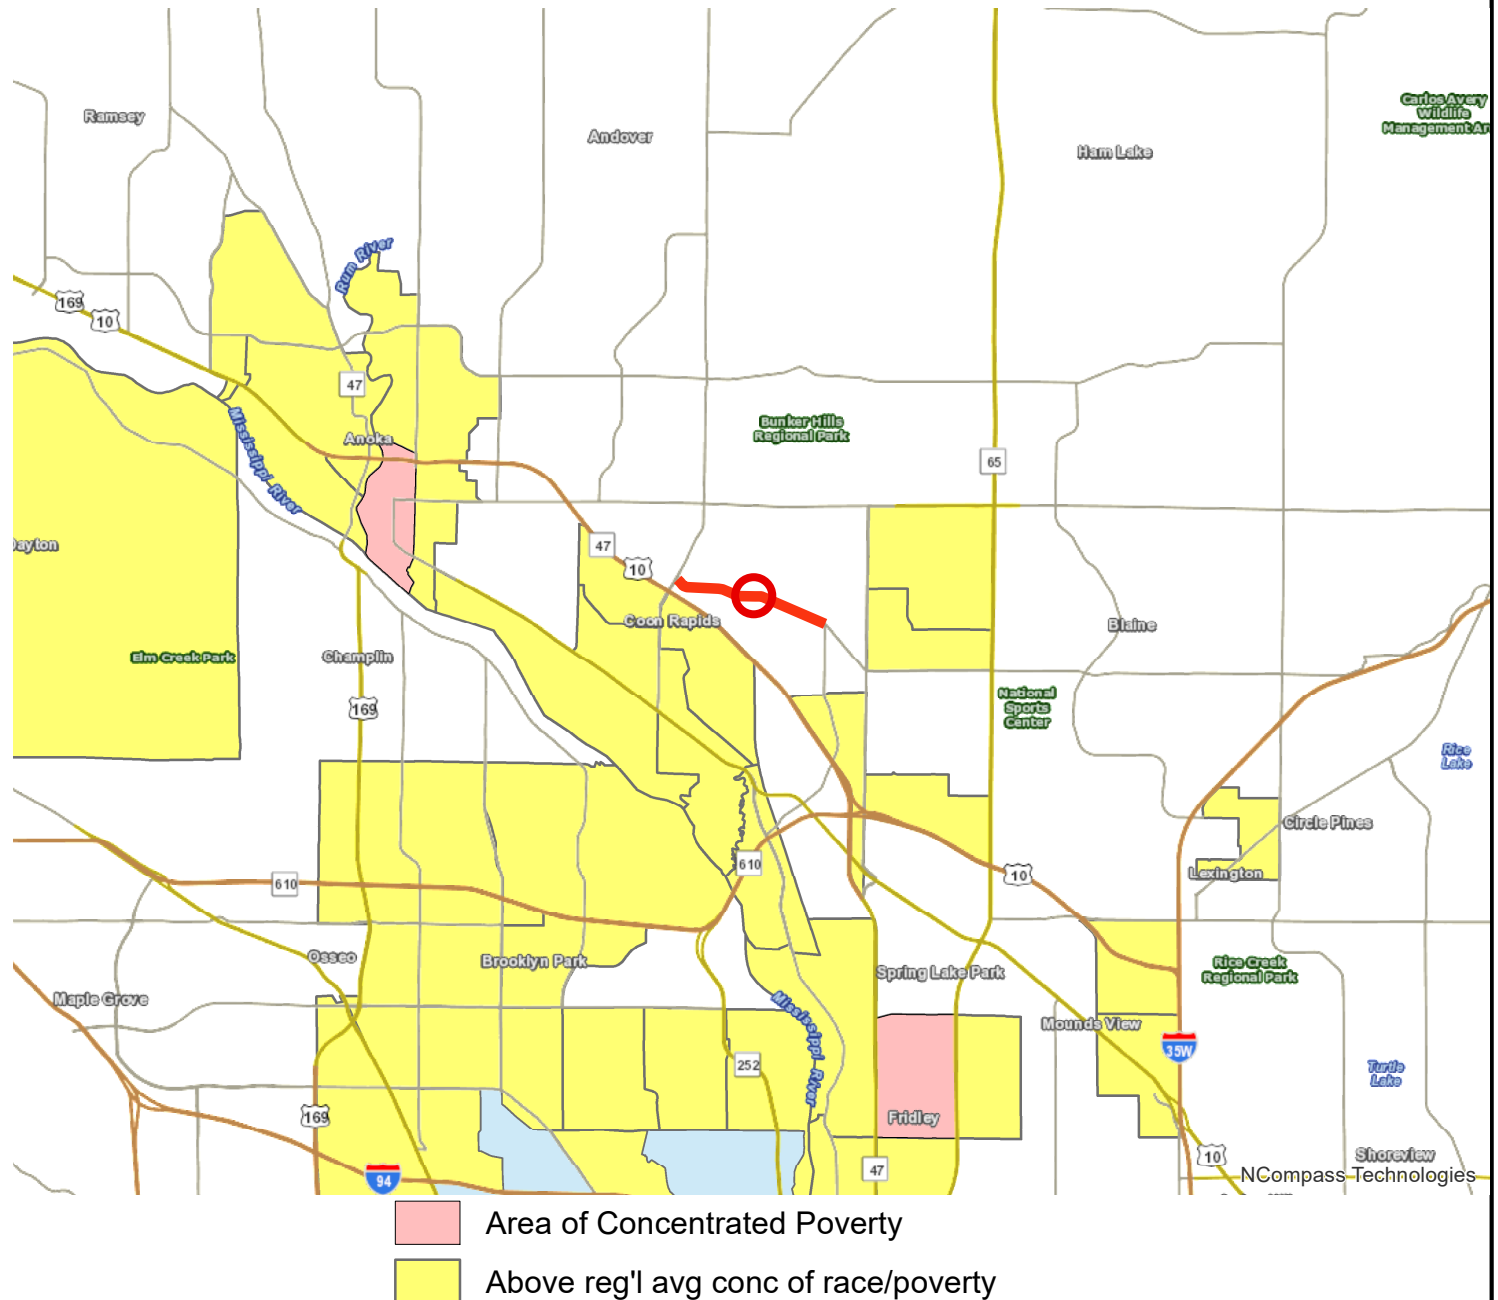 Ramsey
Andover
Ham Lake
Carlos Avery
Wildlife
Management Ar
Rum River
169
10
47
Mississippi River
Anoka
Bunker Hills
Regional Park
65
47
10
ayton
Coon Rapids
Blaine
Elm Creek Park
Champlin
169
National
Sports
Center
Rice
Lake
Circle Pines
610
610
10
Lexington
Osseo
Brooklyn Park
Spring Lake Park
Rice Creek
Regional Park
Maple Grove
Mississippi River
Mounds View
35W
252
Turtle
Lake
169
Fridley
94
47
10
Shoreview
NCompass Technologies
Area of Concentrated Poverty
Above reg'l avg conc of race/poverty